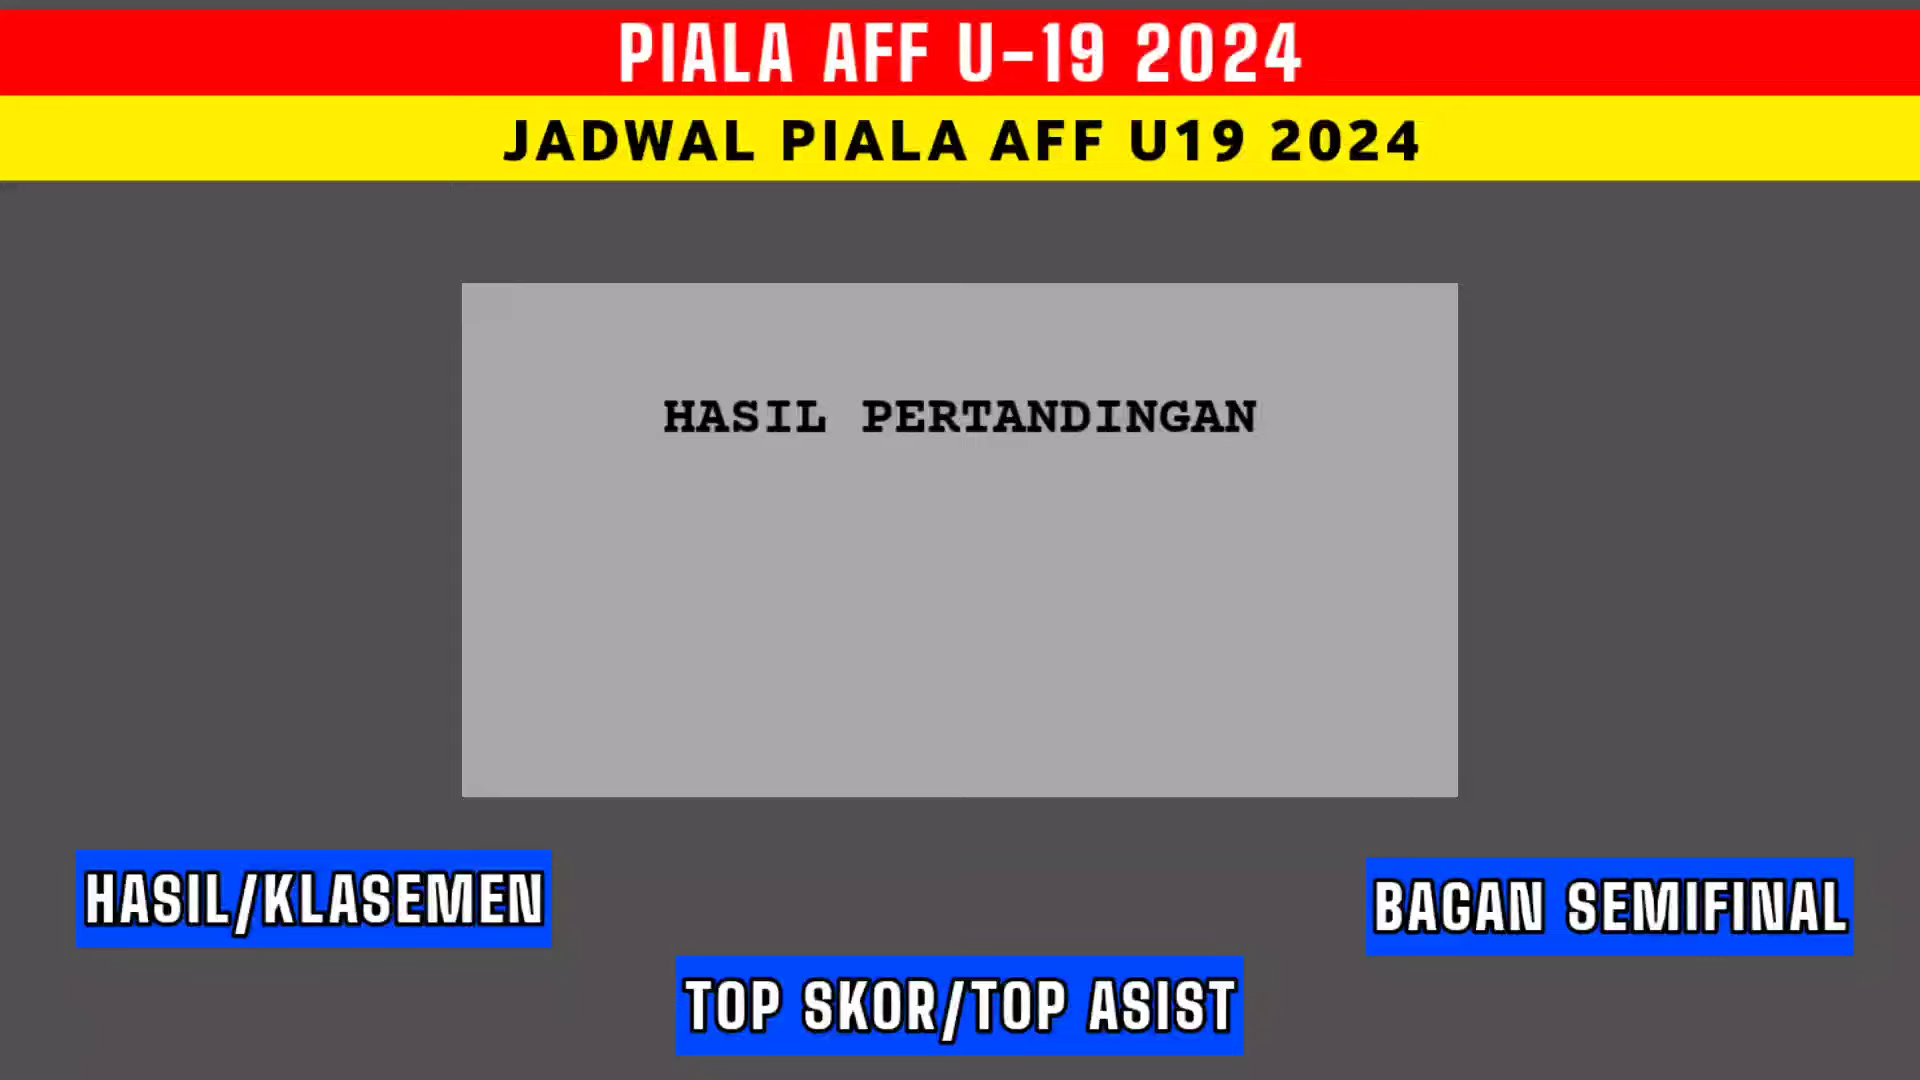 PIALA AFF U-19 2024
JADWAL PIALA AFF U19 2024
HASIL PERTANDINGAN
HASIL/KLASEMEN
BAGAN SEMIFINAL
TOP SKOR/TOP ASIST